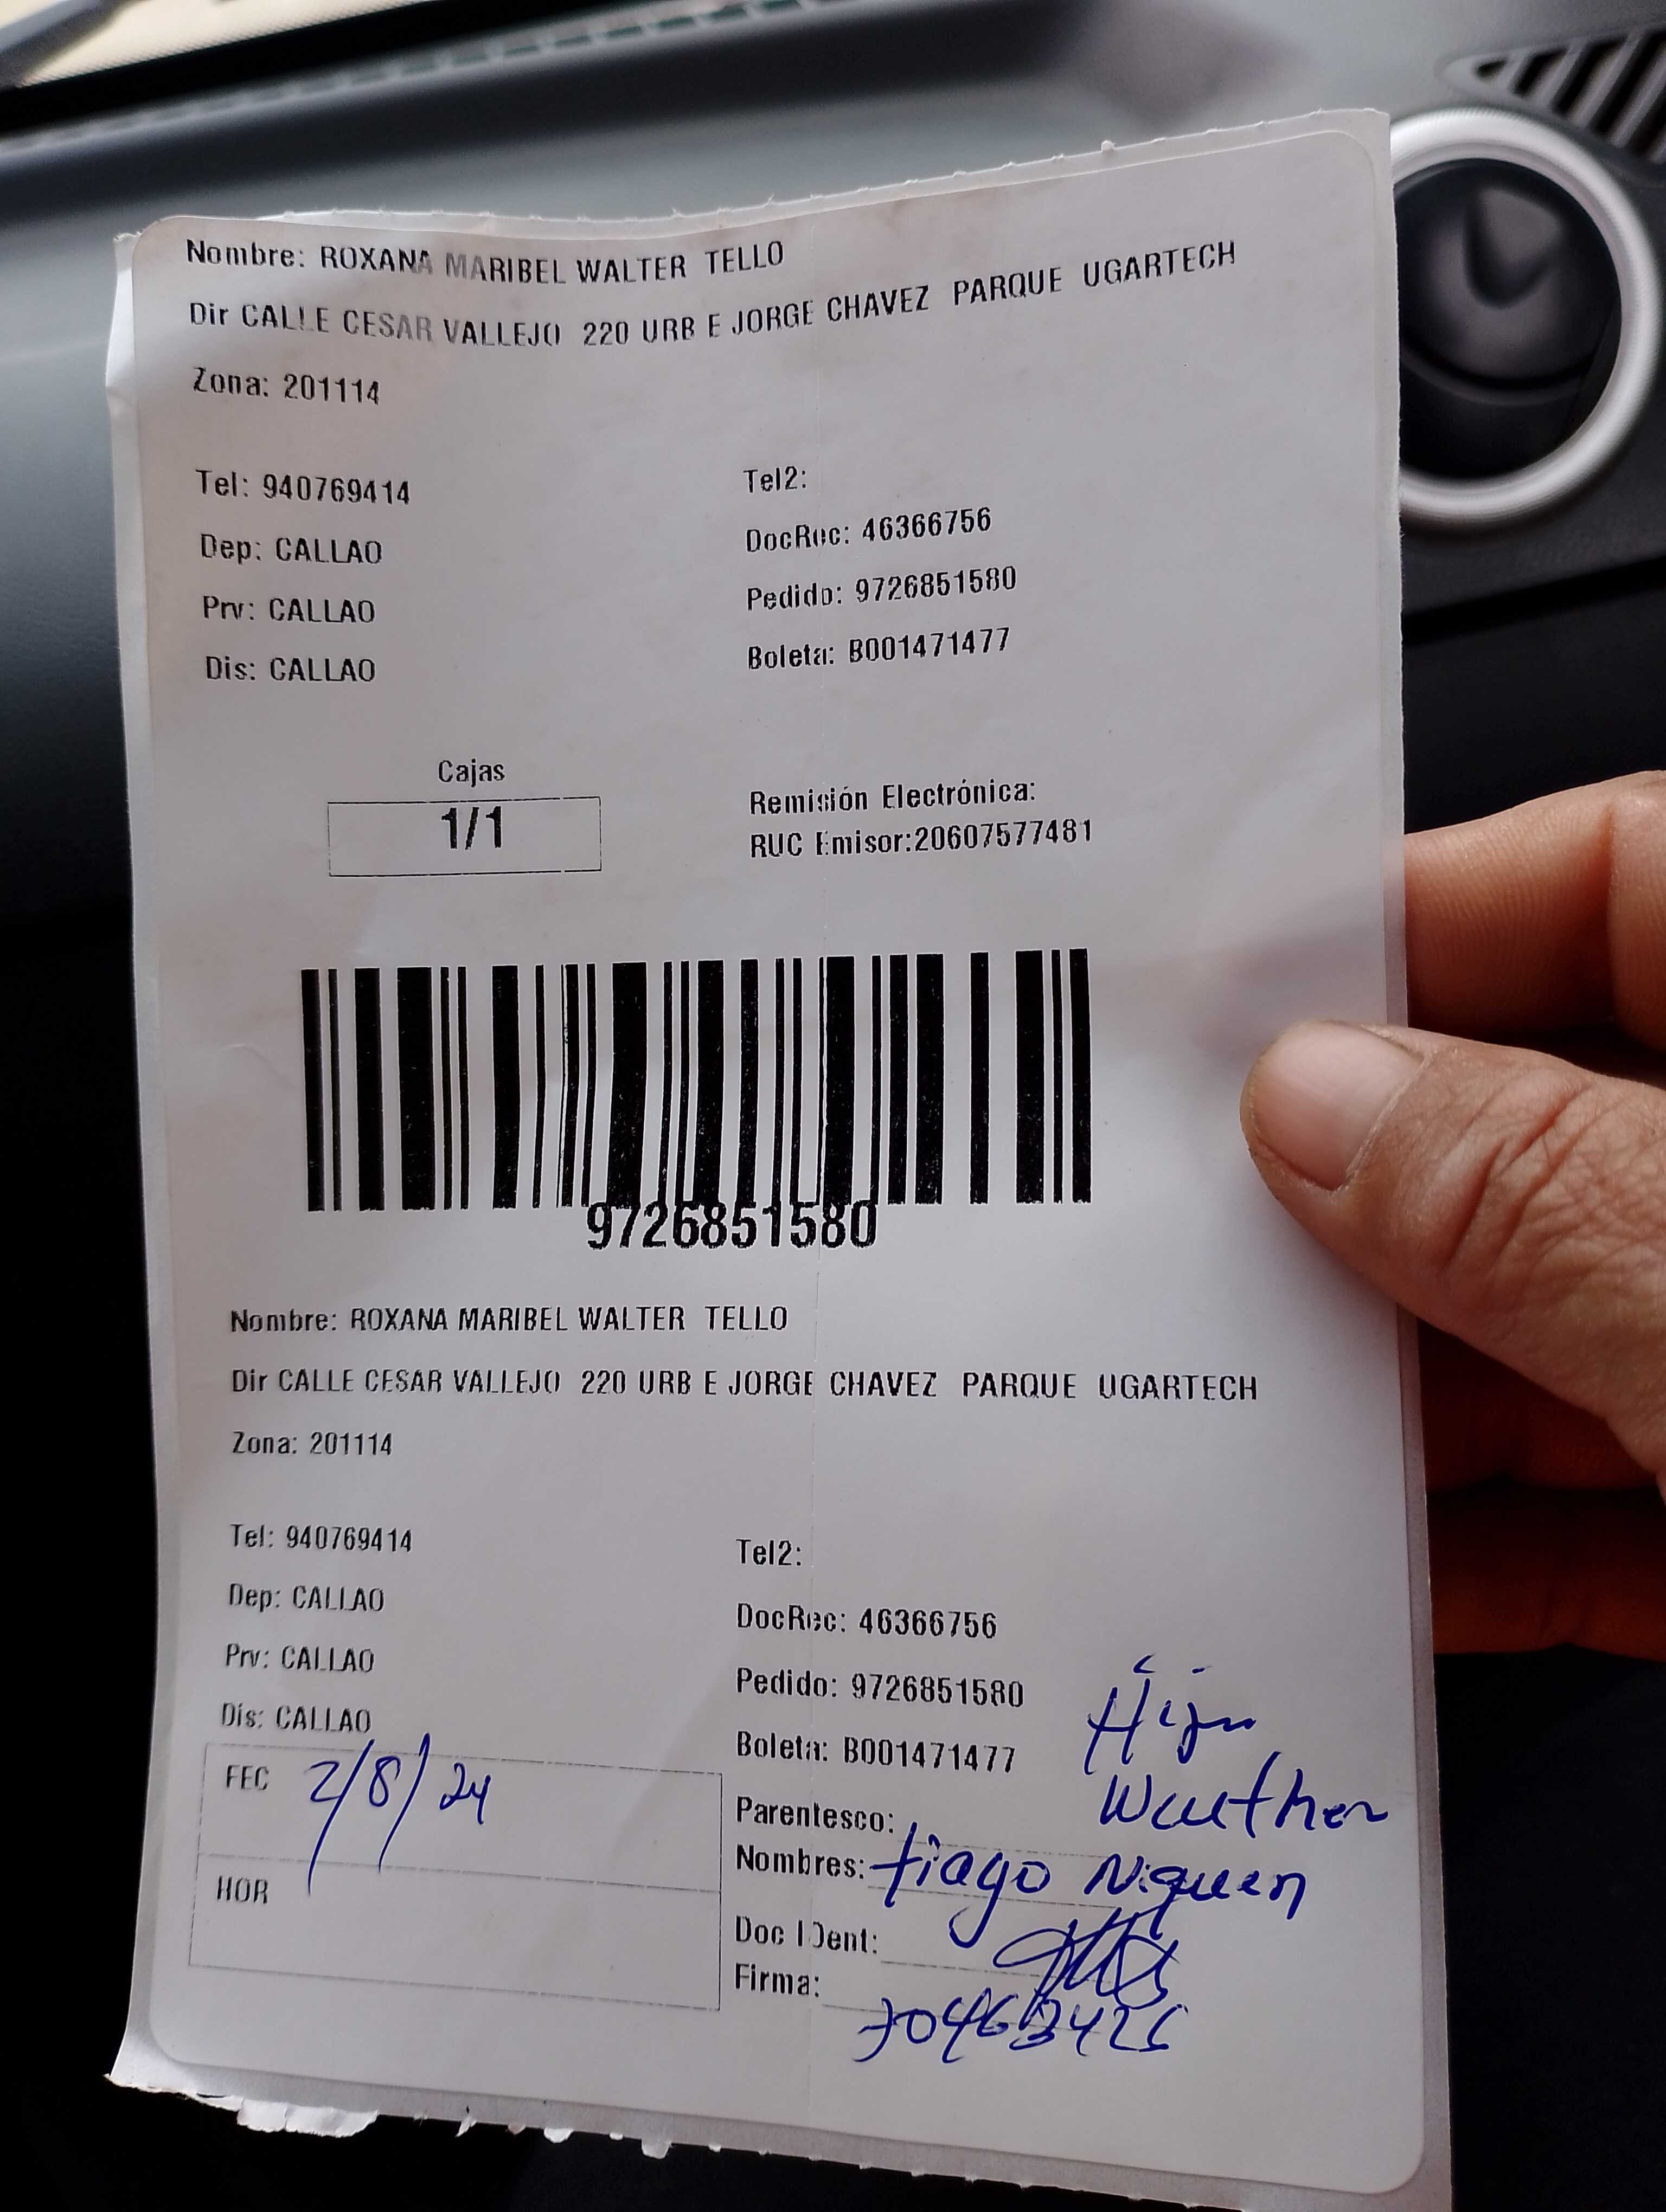 Nombre: ROXANA MARIBEL WALTER TELLO
Dir CALLE CESAR VALLEJO 220 URB E JORGE CHAVEZ PARQUE UGARTECH
Zona: 201114
Tel: 940769414 Tel2:
Dep: CALLAO DocRec: 46366756
Prv: CALLAO Pedido: 9726851580
Dis: CALLAO Boleta: B001471477
Cajas
1/1
Remisión Electrónica:
RUC Emisor:20607577481
9726851580
Nombre: ROXANA MARIBEL WALTER TELLO
Dir CALLE CESAR VALLEJO 220 URB E JORGE CHAVEZ PARQUE UGARTECH
Zona: 201114
Tel: 940769414 Tel2:
Dep: CALLAO DocRec: 46366756
Prv: CALLAO Pedido: 9726851580
Dis: CALLAO Boleta: B001471477
FEC 2/8/24
HOR
Parentesco:
Nombres: tiago Niquen
Doc IDent:
Firma: